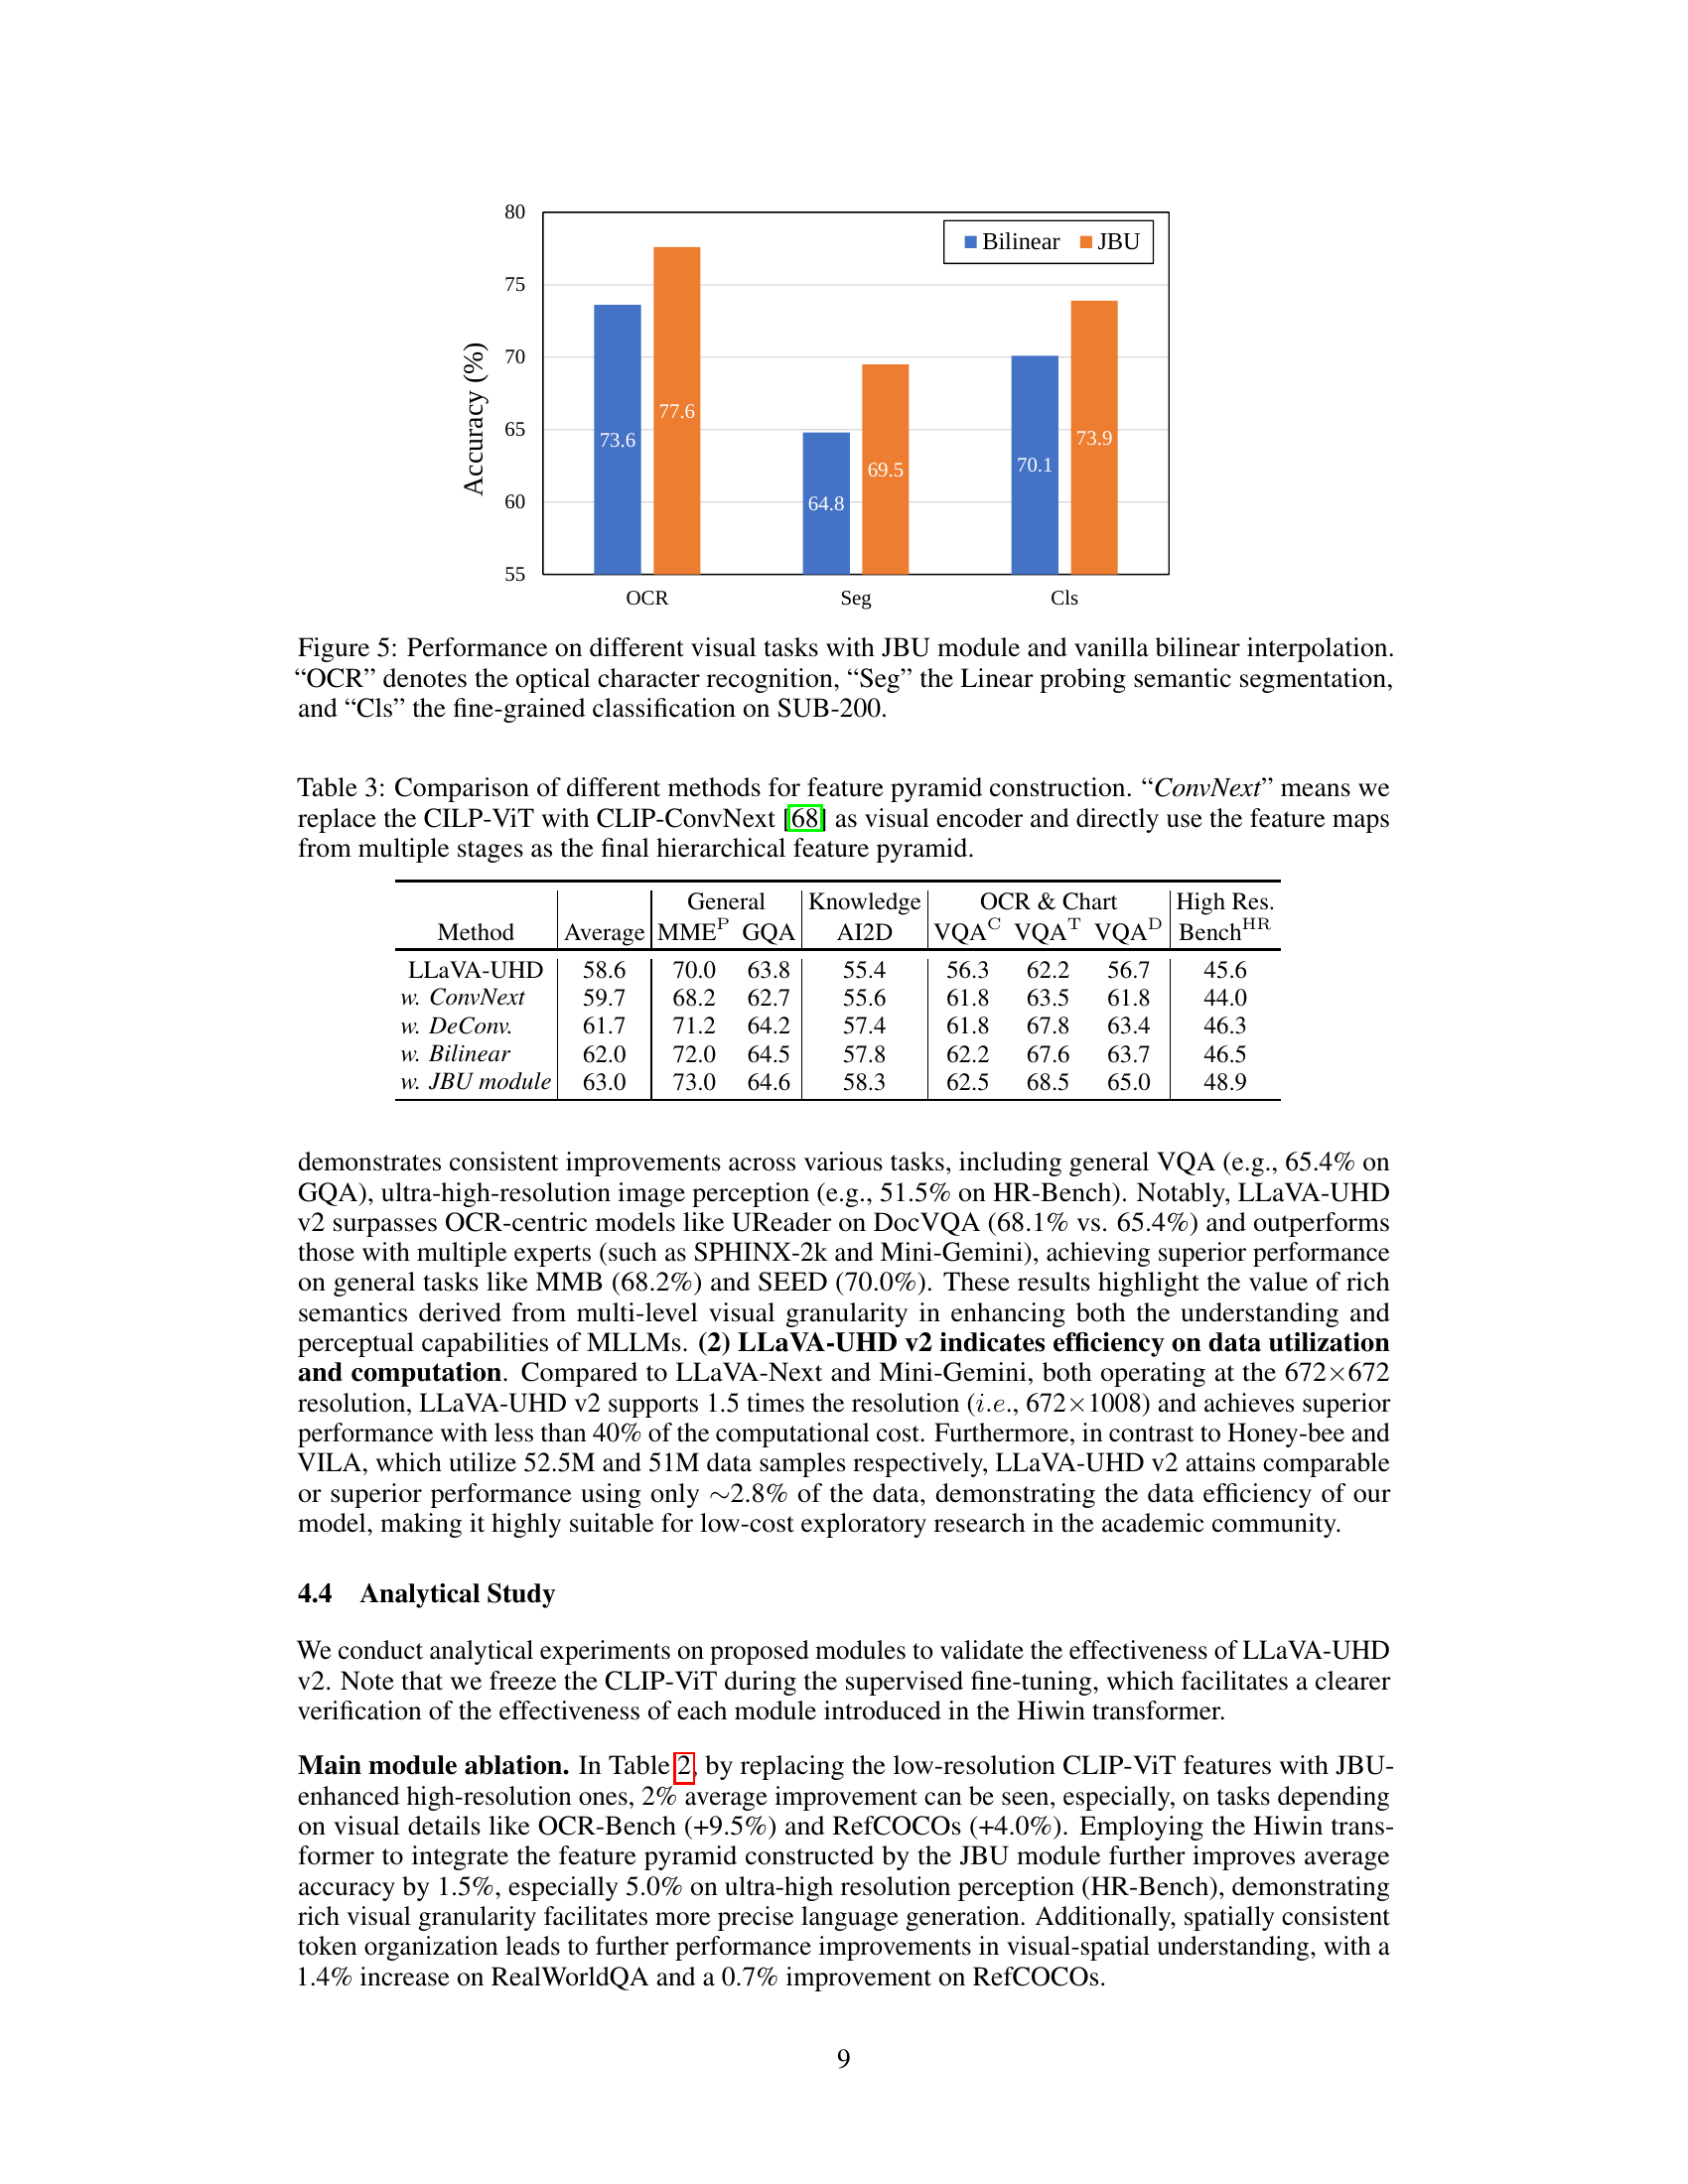 80
75
70
65
60
55
Accuracy (%)
Bilinear JBU
73.6
77.6
64.8
69.5
70.1
73.9
OCR Seg Cls
Figure 5: Performance on different visual tasks with JBU module and vanilla bilinear interpolation.
“OCR” denotes the optical character recognition, “Seg” the Linear probing semantic segmentation,
and “Cls” the fine-grained classification on SUB-200.
Table 3: Comparison of different methods for feature pyramid construction. “ConvNext” means we
replace the CILP-ViT with CLIP-ConvNext [68] as visual encoder and directly use the feature maps
from multiple stages as the final hierarchical feature pyramid.
General Knowledge OCR & Chart High Res.
Method Average MME^P GQA AI2D VQA^C VQA^T VQA^D Bench^HR
LLaVA-UHD 58.6 70.0 63.8 55.4 56.3 62.2 56.7 45.6
w. ConvNext 59.7 68.2 62.7 55.6 61.8 63.5 61.8 44.0
w. DeConv. 61.7 71.2 64.2 57.4 61.8 67.8 63.4 46.3
w. Bilinear 62.0 72.0 64.5 57.8 62.2 67.6 63.7 46.5
w. JBU module 63.0 73.0 64.6 58.3 62.5 68.5 65.0 48.9
demonstrates consistent improvements across various tasks, including general VQA (e.g., 65.4% on
GQA), ultra-high-resolution image perception (e.g., 51.5% on HR-Bench). Notably, LLaVA-UHD
v2 surpasses OCR-centric models like UReader on DocVQA (68.1% vs. 65.4%) and outperforms
those with multiple experts (such as SPHINX-2k and Mini-Gemini), achieving superior performance
on general tasks like MMB (68.2%) and SEED (70.0%). These results highlight the value of rich
semantics derived from multi-level visual granularity in enhancing both the understanding and
perceptual capabilities of MLLMs. (2) LLaVA-UHD v2 indicates efficiency on data utilization
and computation. Compared to LLaVA-Next and Mini-Gemini, both operating at the 672×672
resolution, LLaVA-UHD v2 supports 1.5 times the resolution (i.e., 672×1008) and achieves superior
performance with less than 40% of the computational cost. Furthermore, in contrast to Honey-bee and
VILA, which utilize 52.5M and 51M data samples respectively, LLaVA-UHD v2 attains comparable
or superior performance using only ∼2.8% of the data, demonstrating the data efficiency of our
model, making it highly suitable for low-cost exploratory research in the academic community.
4.4 Analytical Study
We conduct analytical experiments on proposed modules to validate the effectiveness of LLaVA-UHD
v2. Note that we freeze the CLIP-ViT during the supervised fine-tuning, which facilitates a clearer
verification of the effectiveness of each module introduced in the Hiwin transformer.
Main module ablation. In Table 2, by replacing the low-resolution CLIP-ViT features with JBU-
enhanced high-resolution ones, 2% average improvement can be seen, especially, on tasks depending
on visual details like OCR-Bench (+9.5%) and RefCOCOs (+4.0%). Employing the Hiwin trans-
former to integrate the feature pyramid constructed by the JBU module further improves average
accuracy by 1.5%, especially 5.0% on ultra-high resolution perception (HR-Bench), demonstrating
rich visual granularity facilitates more precise language generation. Additionally, spatially consistent
token organization leads to further performance improvements in visual-spatial understanding, with a
1.4% increase on RealWorldQA and a 0.7% improvement on RefCOCOs.
9